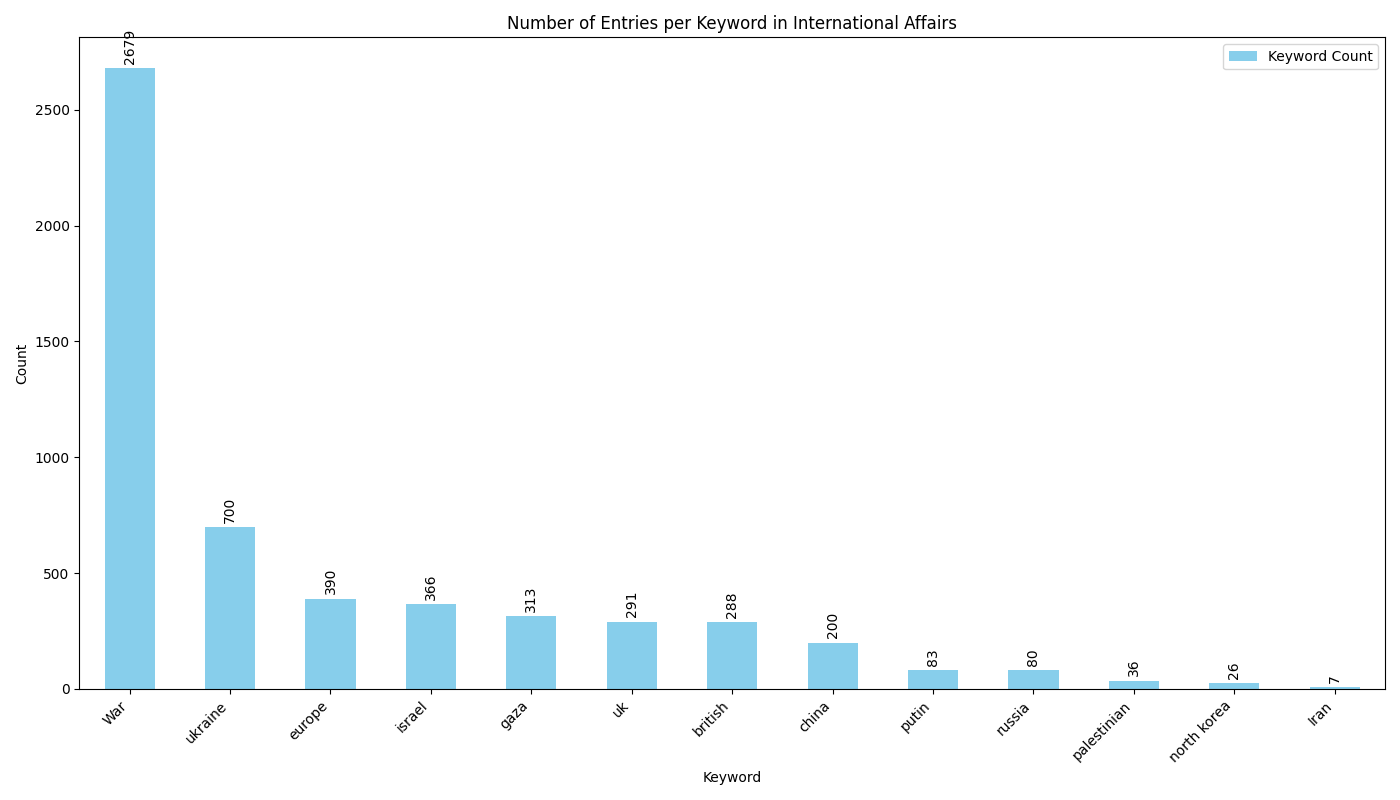 Number of Entries per Keyword in International Affairs
Keyword Count
Count
2500
2000
1500
1000
500
0
2679
700
390
366
313
291
288
200
83
80
36
26
7
War
ukraine
europe
israel
gaza
uk
british
china
putin
russia
palestinian
north korea
Iran
Keyword